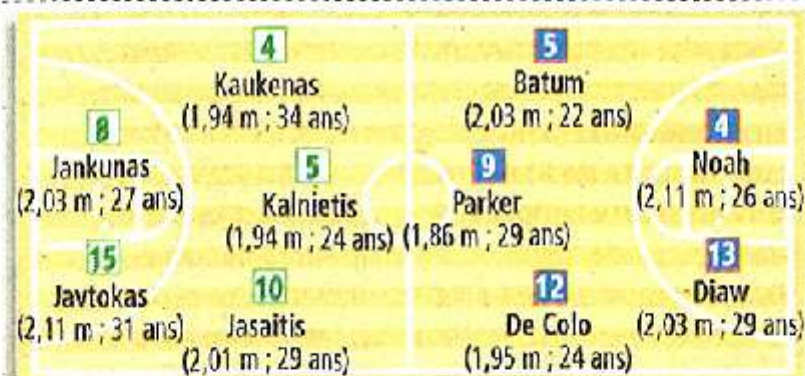 4
Kaukenas
(1,94 m ; 34 ans)
5
Batum
(2,03 m ; 22 ans)
8
Jankunas
(2,03 m ; 27 ans)
5
Kalnietis
(1,94 m ; 24 ans)
9
Parker
(1,86 m ; 29 ans)
4
Noah
(2,11 m ; 26 ans)
15
Javtokas
(2,11 m ; 31 ans)
10
Jasaitis
(2,01 m ; 29 ans)
12
De Colo
(1,95 m ; 24 ans)
13
Diaw
(2,03 m ; 29 ans)